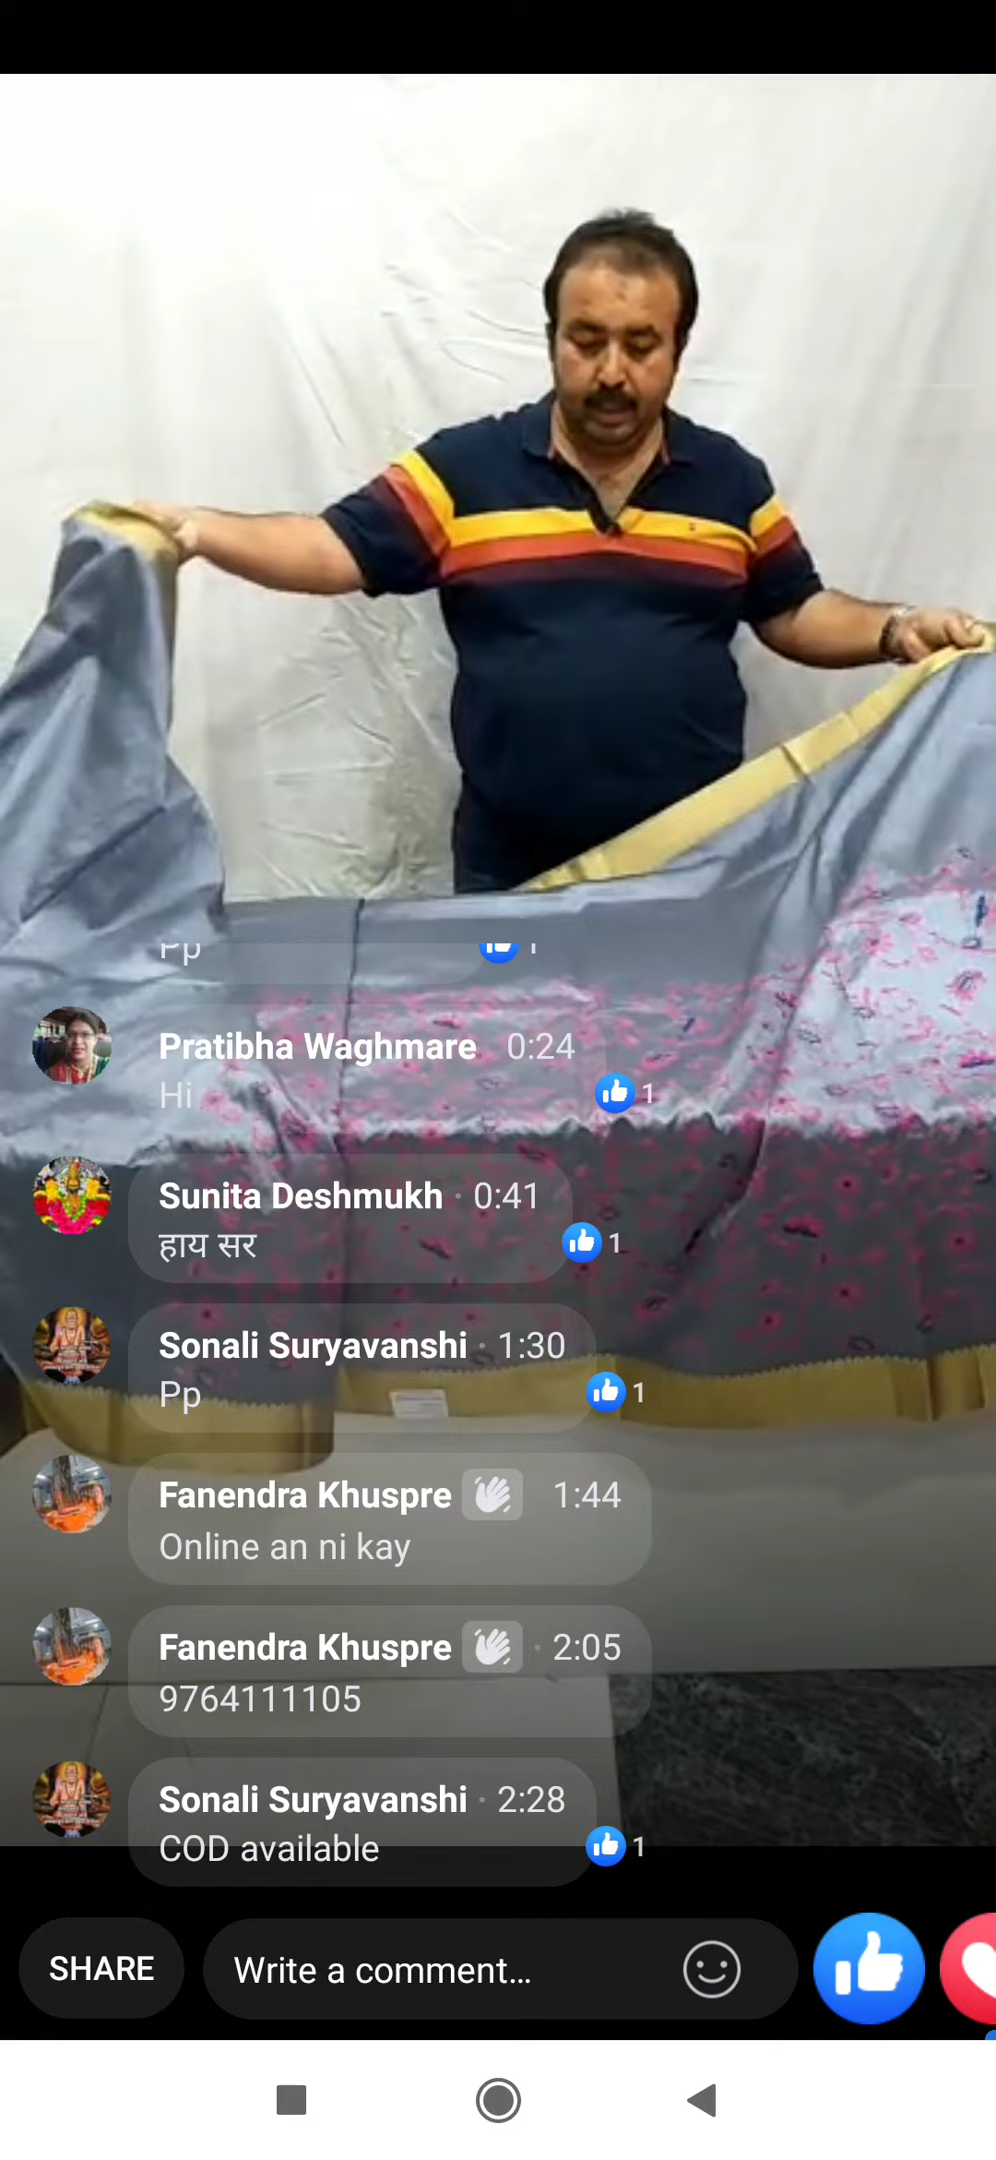 Pp
1
Pratibha Waghmare 0:24
Hi
1
Sunita Deshmukh · 0:41
हाय सर
1
Sonali Suryavanshi · 1:30
Pp
1
Fanendra Khuspre 👋 1:44
Online an ni kay
Fanendra Khuspre 👋 · 2:05
9764111105
Sonali Suryavanshi · 2:28
COD available
1
SHARE
Write a comment...